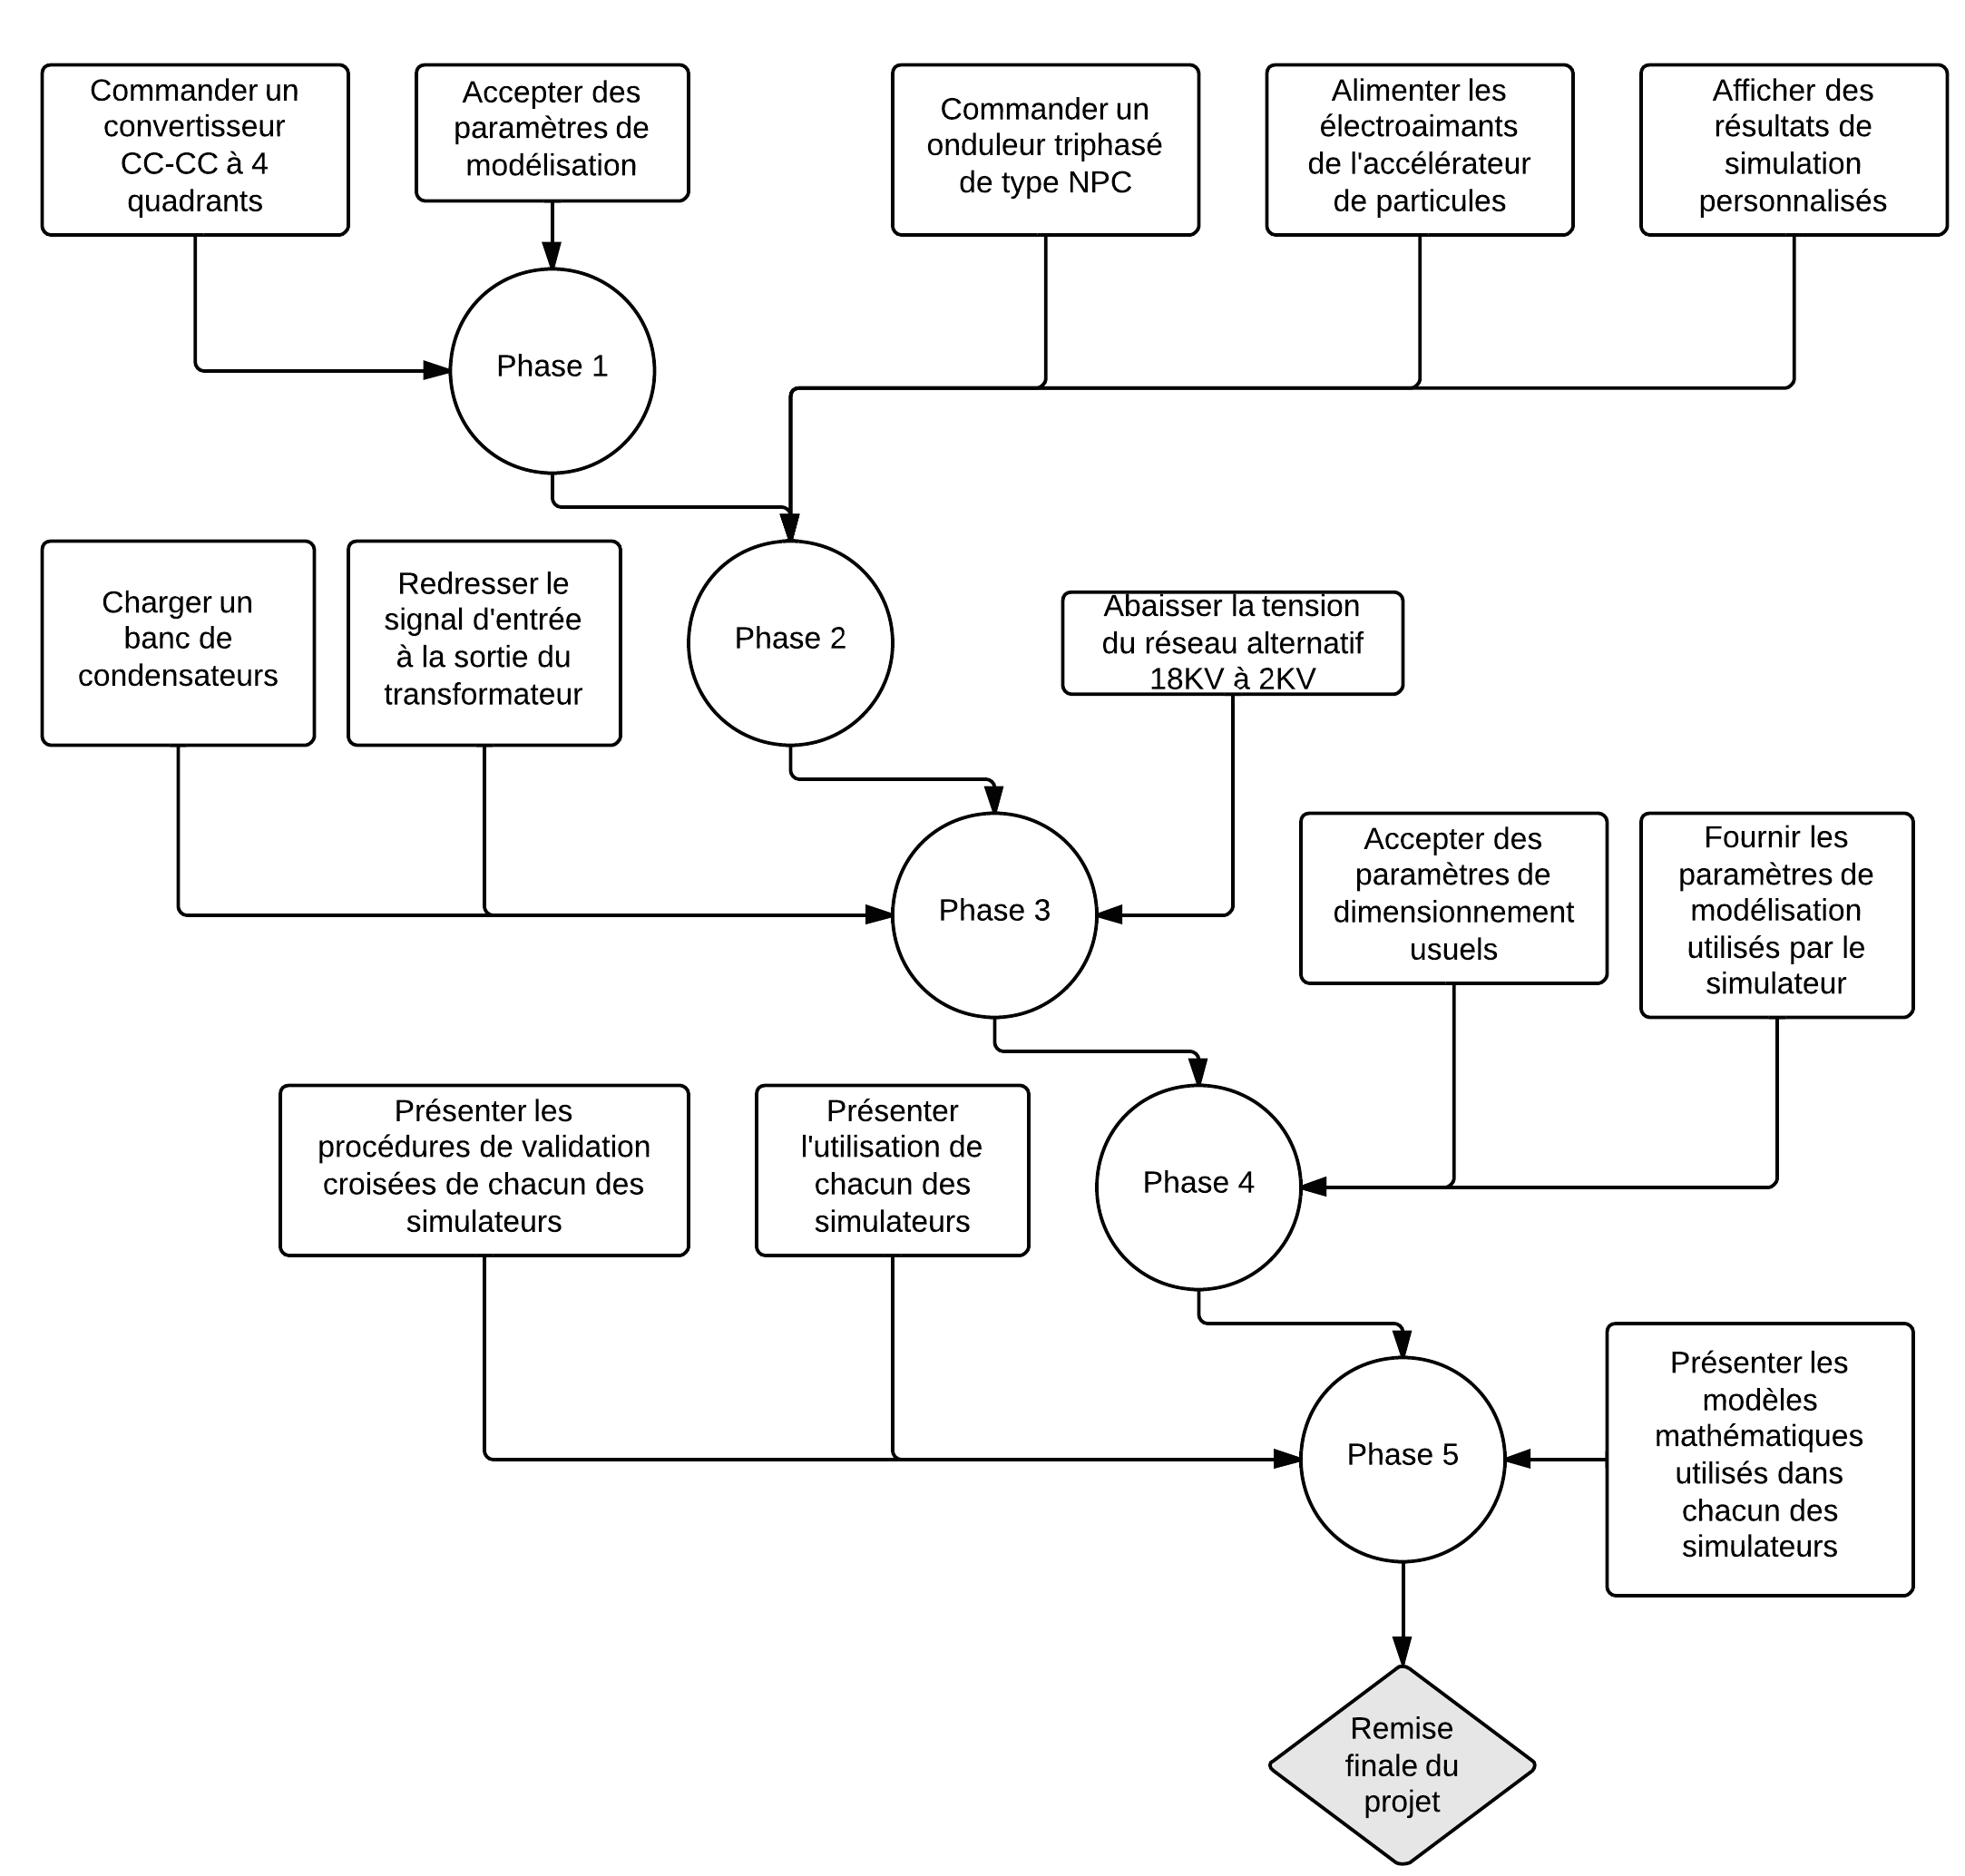 Commander un
convertisseur
CC-CC à 4
quadrants
Accepter des
paramètres de
modélisation
Commander un
onduleur triphasé
de type NPC
Alimenter les
électroaimants
de l'accélérateur
de particules
Afficher des
résultats de
simulation
personnalisés
Phase 1
Charger un
banc de
condensateurs
Redresser le
signal d'entrée
à la sortie du
transformateur
Phase 2
Abaisser la tension
du réseau alternatif
18KV à 2KV
Phase 3
Accepter des
paramètres de
dimensionnement
usuels
Fournir les
paramètres de
modélisation
utilisés par le
simulateur
Présenter les
procédures de validation
croisées de chacun des
simulateurs
Présenter
l'utilisation de
chacun des
simulateurs
Phase 4
Phase 5
Présenter les
modèles
mathématiques
utilisés dans
chacun des
simulateurs
Remise
finale du
projet